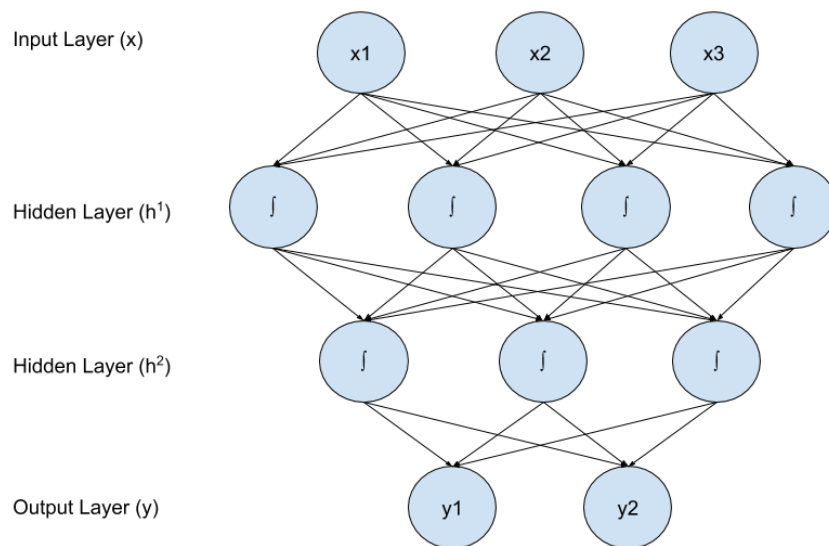 Input Layer (x)
x1 x2 x3
Hidden Layer (h¹)
∫ ∫ ∫ ∫
Hidden Layer (h²)
∫ ∫ ∫
Output Layer (y)
y1 y2